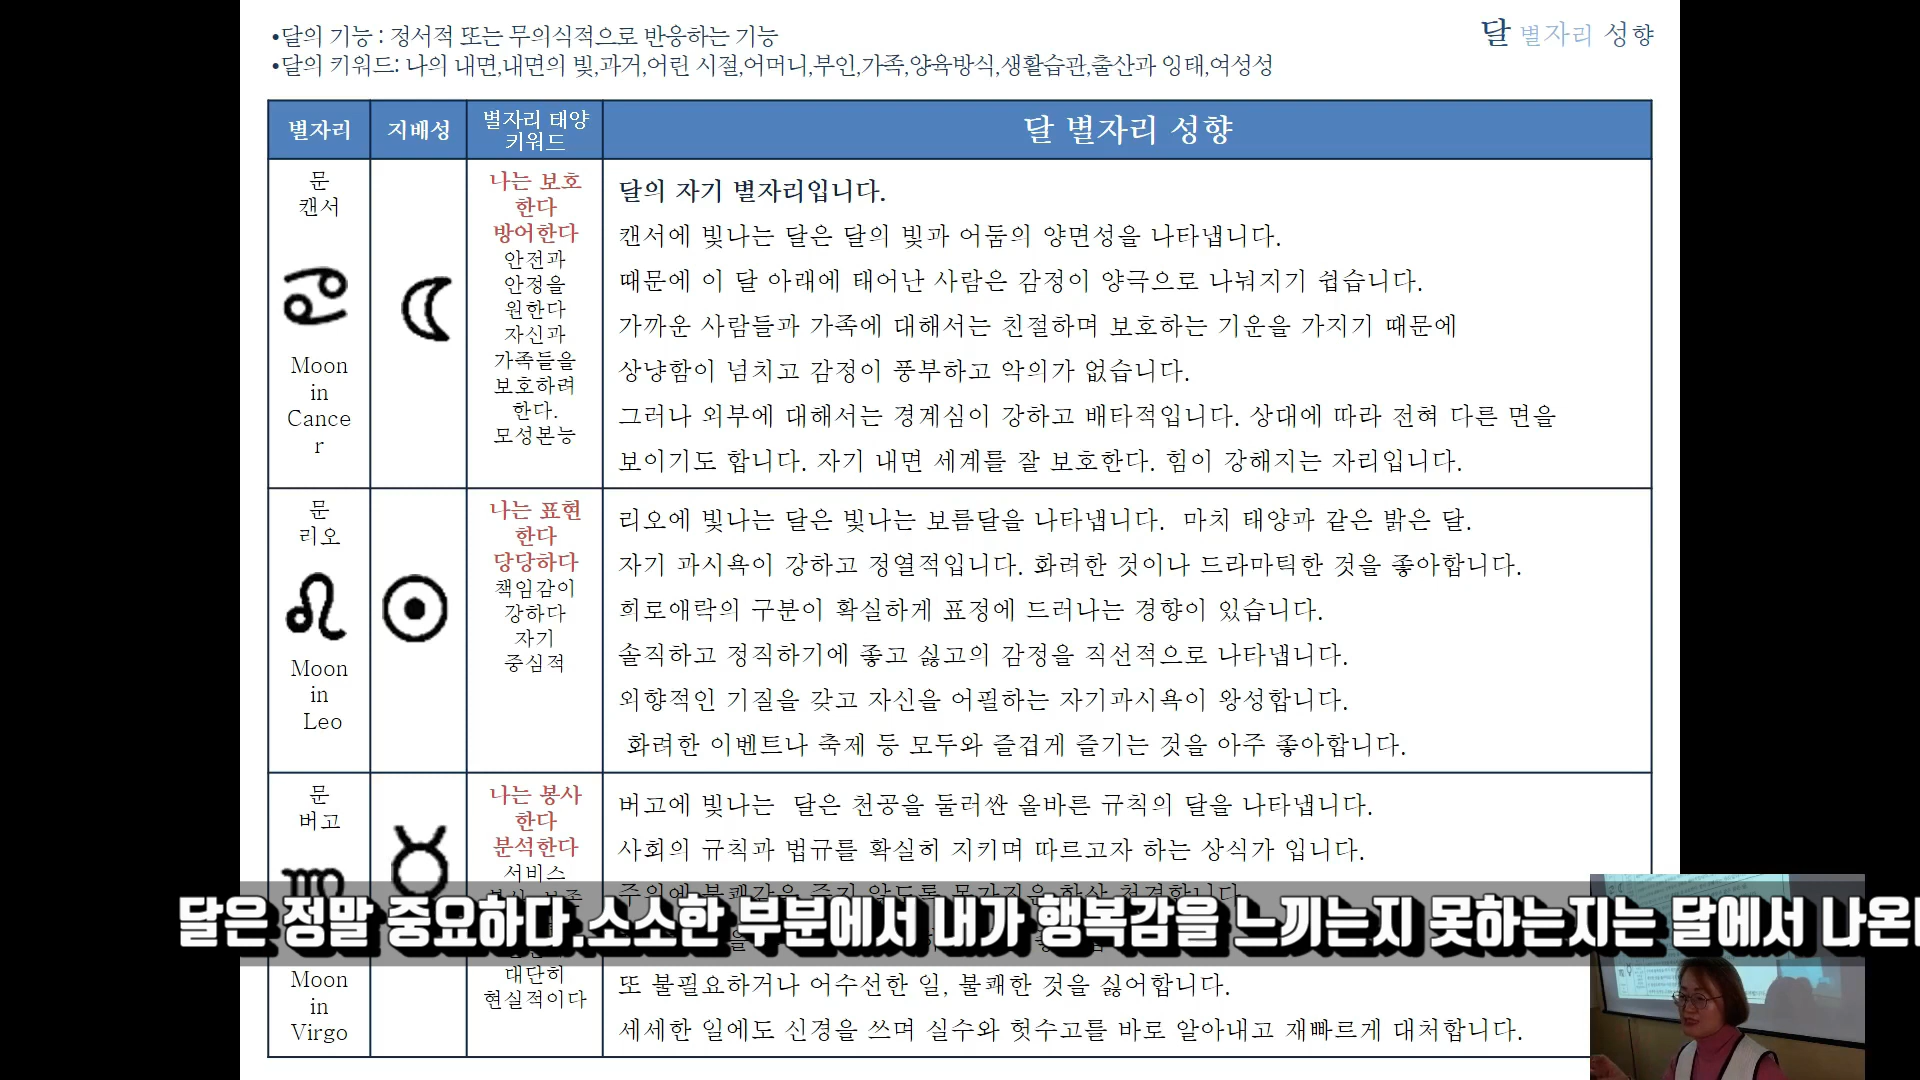 •달의 기능 : 정서적 또는 무의식적으로 반응하는 기능
•달의 키워드: 나의 내면,내면의 빛,과거,어린 시절,어머니,부인,가족,양육방식,생활습관,출산과 잉태,여성성
달 별자리 성향
별자리
지배성
별자리 태양
키워드
달 별자리 성향
문
캔서
Moon
in
Cance
r
나는 보호
한다
방어한다
안전과
안정을
원한다
자신과
가족들을
보호하려
한다.
모성본능
달의 자기 별자리입니다.
캔서에 빛나는 달은 달의 빛과 어둠의 양면성을 나타냅니다.
때문에 이 달 아래에 태어난 사람은 감정이 양극으로 나눠지기 쉽습니다.
가까운 사람들과 가족에 대해서는 친절하며 보호하는 기운을 가지기 때문에
상냥함이 넘치고 감정이 풍부하고 악의가 없습니다.
그러나 외부에 대해서는 경계심이 강하고 배타적입니다. 상대에 따라 전혀 다른 면을
보이기도 합니다. 자기 내면 세계를 잘 보호한다. 힘이 강해지는 자리입니다.
문
리오
Moon
in
Leo
나는 표현
한다
당당하다
책임감이
강하다
자기
중심적
리오에 빛나는 달은 빛나는 보름달을 나타냅니다. 마치 태양과 같은 밝은 달.
자기 과시욕이 강하고 정열적입니다. 화려한 것이나 드라마틱한 것을 좋아합니다.
희로애락의 구분이 확실하게 표정에 드러나는 경향이 있습니다.
솔직하고 정직하기에 좋고 싫고의 감정을 직선적으로 나타냅니다.
외향적인 기질을 갖고 자신을 어필하는 자기과시욕이 왕성합니다.
화려한 이벤트나 축제 등 모두와 즐겁게 즐기는 것을 아주 좋아합니다.
문
버고
Moon
in
Virgo
나는 봉사
한다
분석한다
서비스
대단히
현실적이다
버고에 빛나는 달은 천공을 둘러싼 올바른 규칙의 달을 나타냅니다.
사회의 규칙과 법규를 확실히 지키며 따르고자 하는 상식가 입니다.
주위에 불쾌감을 주지 않도록 몸가짐은 항상 청결합니다.
또 불필요하거나 어수선한 일, 불쾌한 것을 싫어합니다.
세세한 일에도 신경을 쓰며 실수와 헛수고를 바로 알아내고 재빠르게 대처합니다.
달은 정말 중요하다.소소한 부분에서 내가 행복감을 느끼는지 못하는지는 달에서 나온